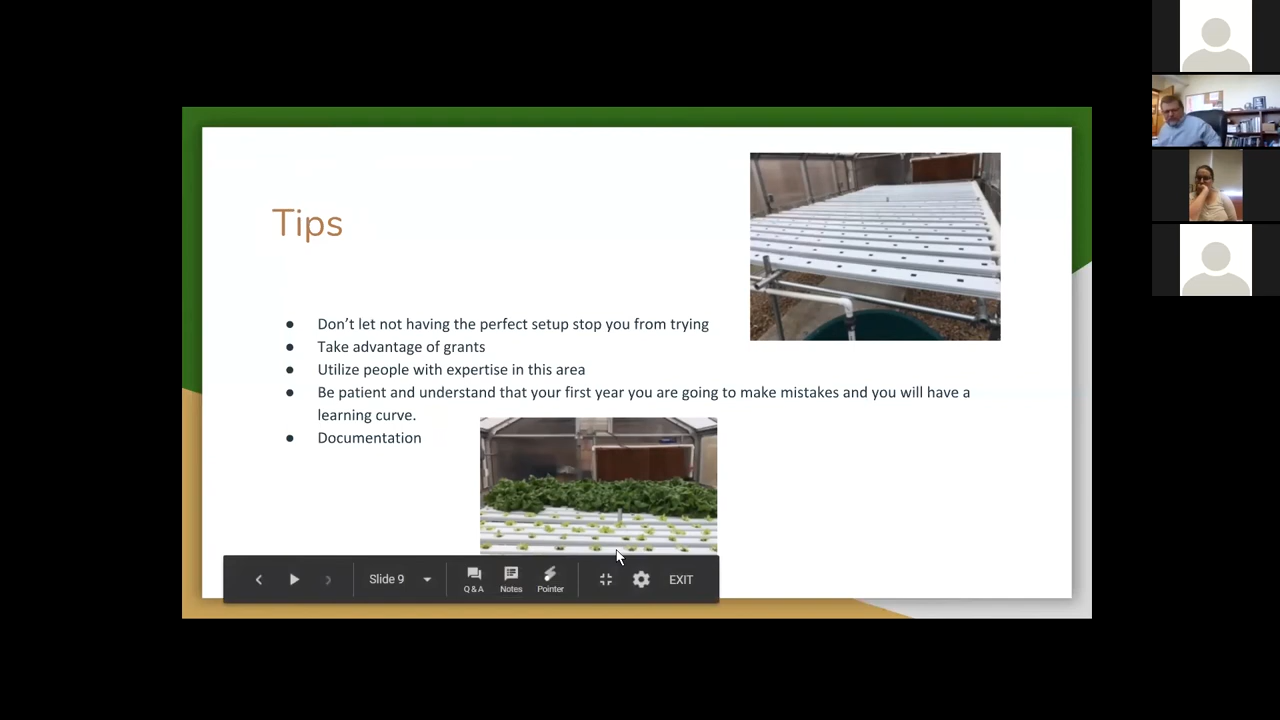 Tips
● Don’t let not having the perfect setup stop you from trying
● Take advantage of grants
● Utilize people with expertise in this area
● Be patient and understand that your first year you are going to make mistakes and you will have a
learning curve.
● Documentation
Slide 9
Q & A
Notes
Pointer
EXIT